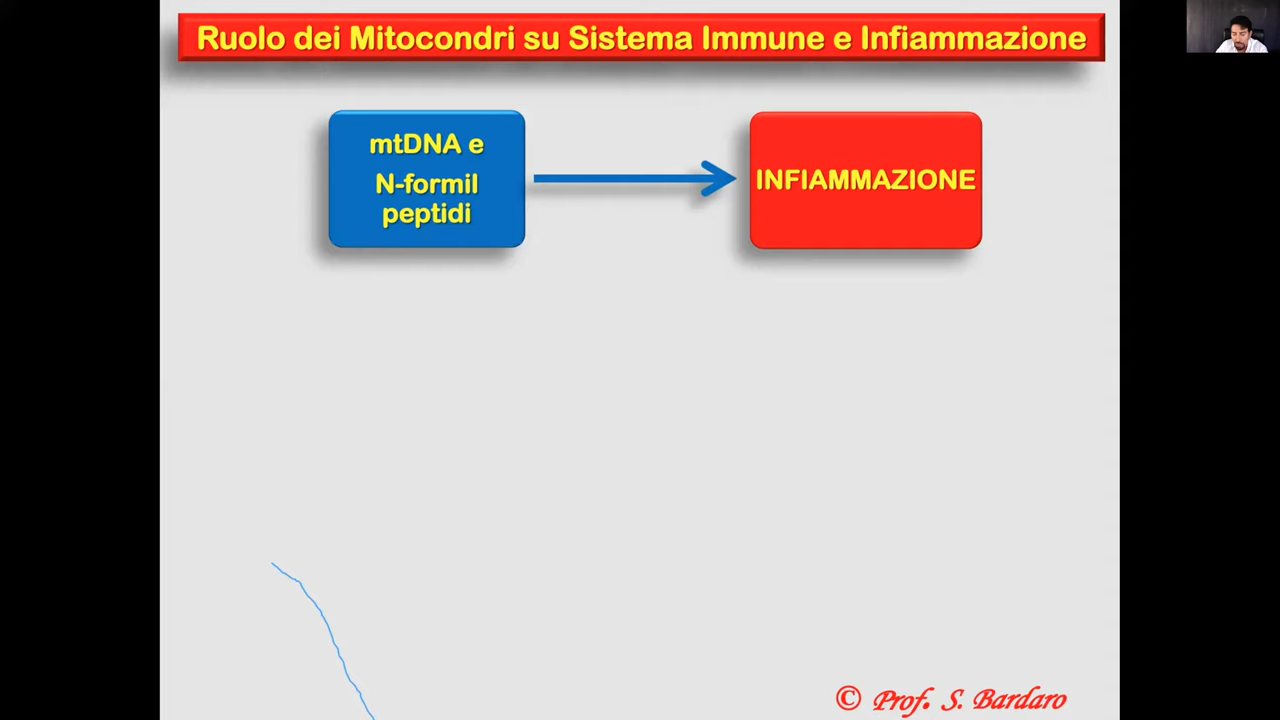 Ruolo dei Mitocondri su Sistema Immune e Infiammazione
mtDNA e
N-formil
peptidi
INFIAMMAZIONE
© Prof. S. Bardaro